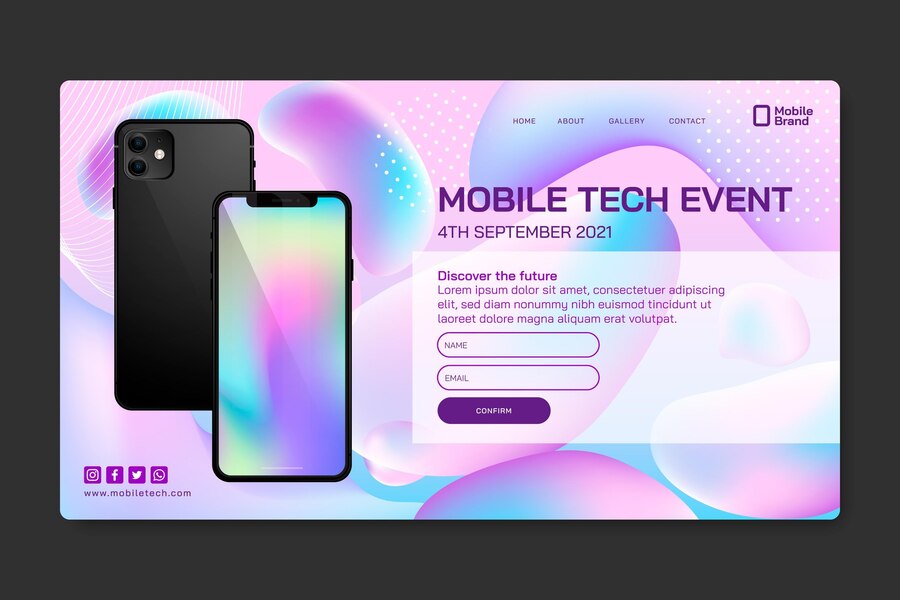 HOME ABOUT GALLERY CONTACT
Mobile
Brand
MOBILE TECH EVENT
4TH SEPTEMBER 2021
Discover the future
Lorem ipsum dolor sit amet, consectetuer adipiscing
elit, sed diam nonummy nibh euismod tincidunt ut
laoreet dolore magna aliquam erat volutpat.
NAME
EMAIL
CONFIRM
www.mobiletech.com